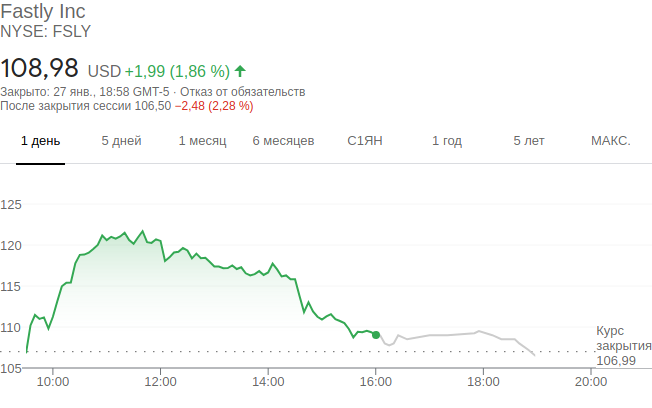 Fastly Inc
NYSE: FSLY
108,98 USD +1,99 (1,86 %)
Закрыто: 27 янв., 18:58 GMT-5 · Отказ от обязательств
После закрытия сессии 106,50 −2,48 (2,28 %)
1 день 5 дней 1 месяц 6 месяцев С1ЯН 1 год 5 лет МАКС.
125
120
115
110
Курс
закрытия
106,99
105
10:00 12:00 14:00 16:00 18:00 20:00